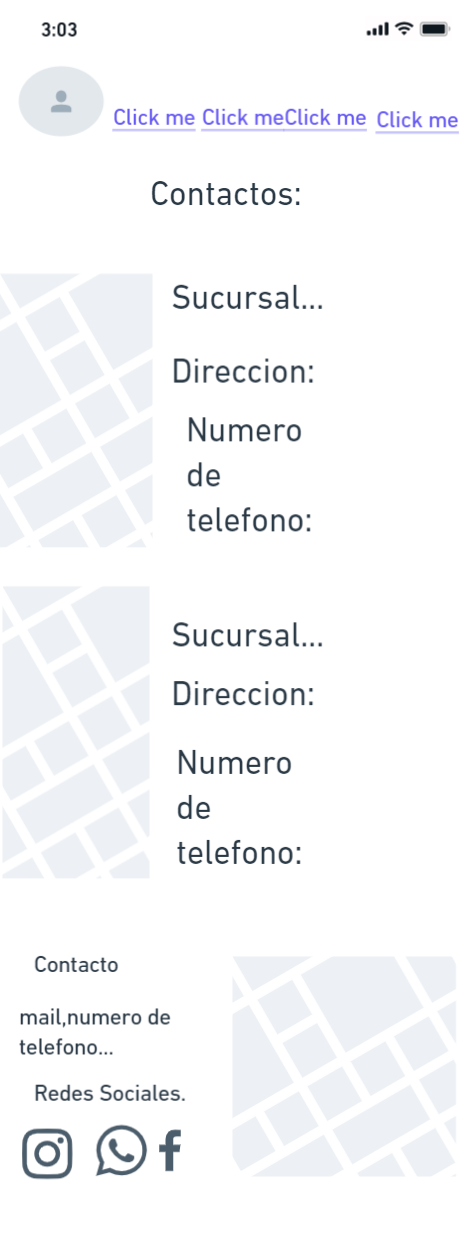 3:03
Click me Click meClick me Click me
Contactos:
Sucursal...
Direccion:
Numero
de
telefono:
Sucursal...
Direccion:
Numero
de
telefono:
Contacto
mail,numero de
telefono...
Redes Sociales.